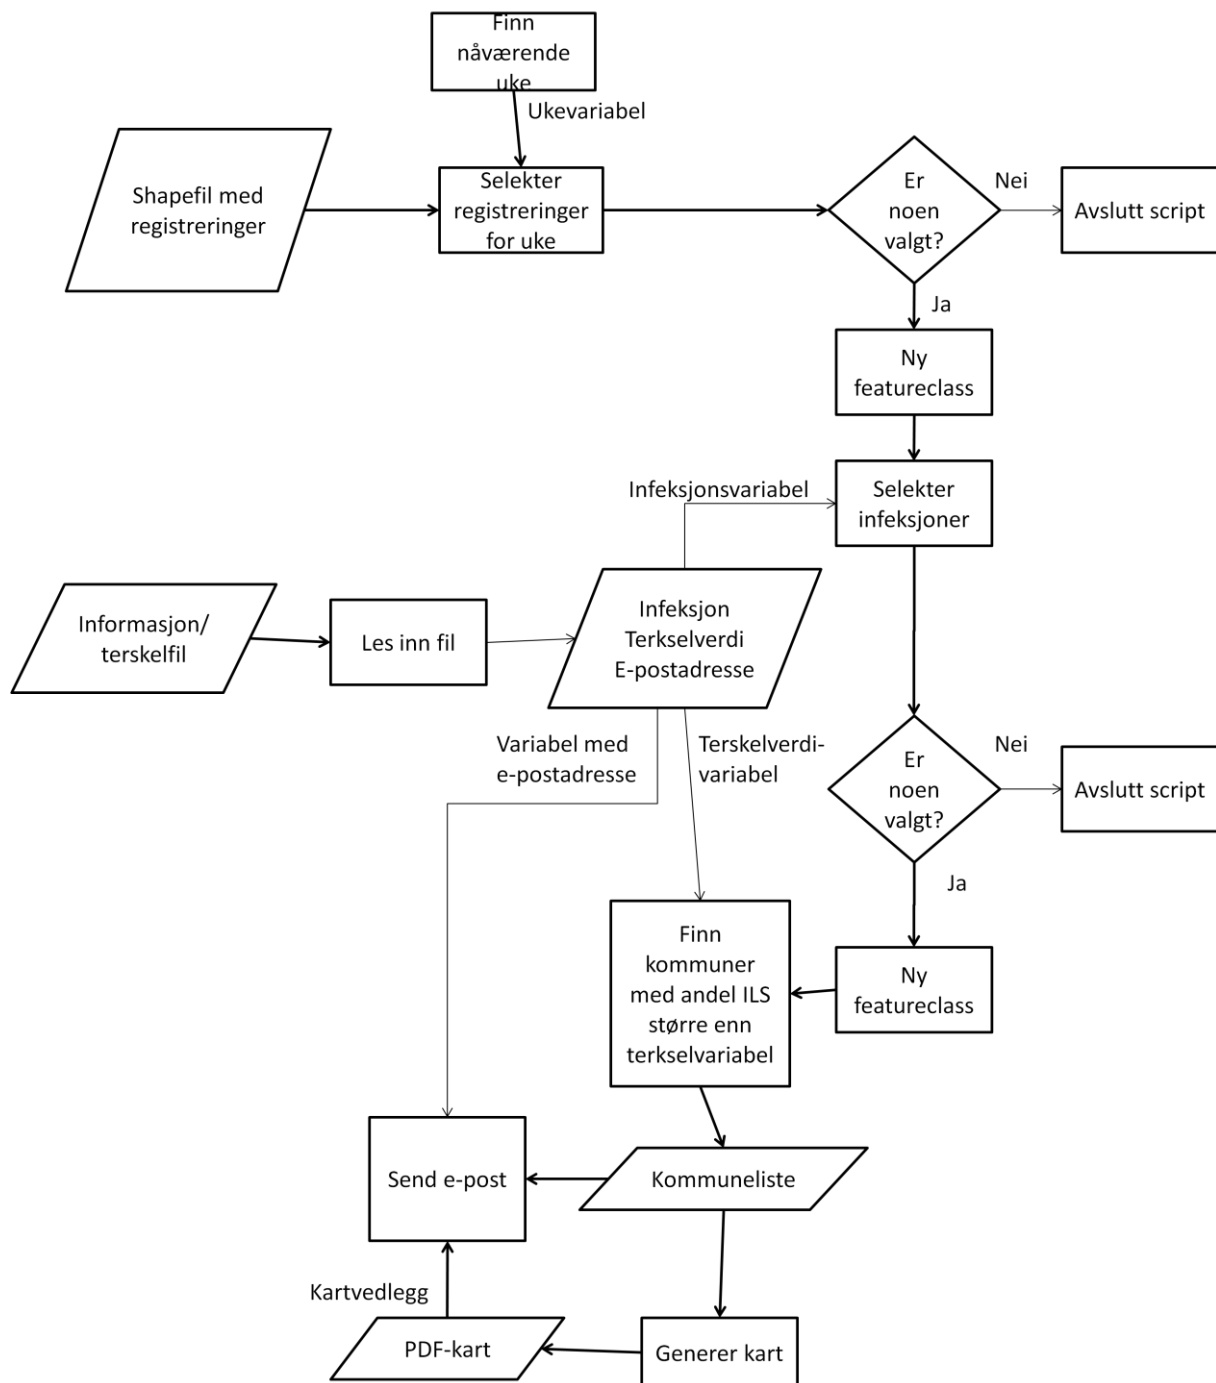 Finn
nåværende
uke
Ukevariabel
Shapefil med
registreringer
Selekter
registreringer
for uke
Er
noen
valgt?
Nei
Avslutt script
Ja
Ny
featureclass
Infeksjonsvariabel
Selekter
infeksjoner
Informasjon/
terskelfil
Les inn fil
Infeksjon
Terkselverdi
E-postadresse
Variabel med
e-postadresse
Terskelverdi-
variabel
Er
noen
valgt?
Nei
Avslutt script
Ja
Finn
kommuner
med andel ILS
større enn
terkselvariabel
Ny
featureclass
Send e-post
Kommuneliste
Kartvedlegg
PDF-kart
Generer kart